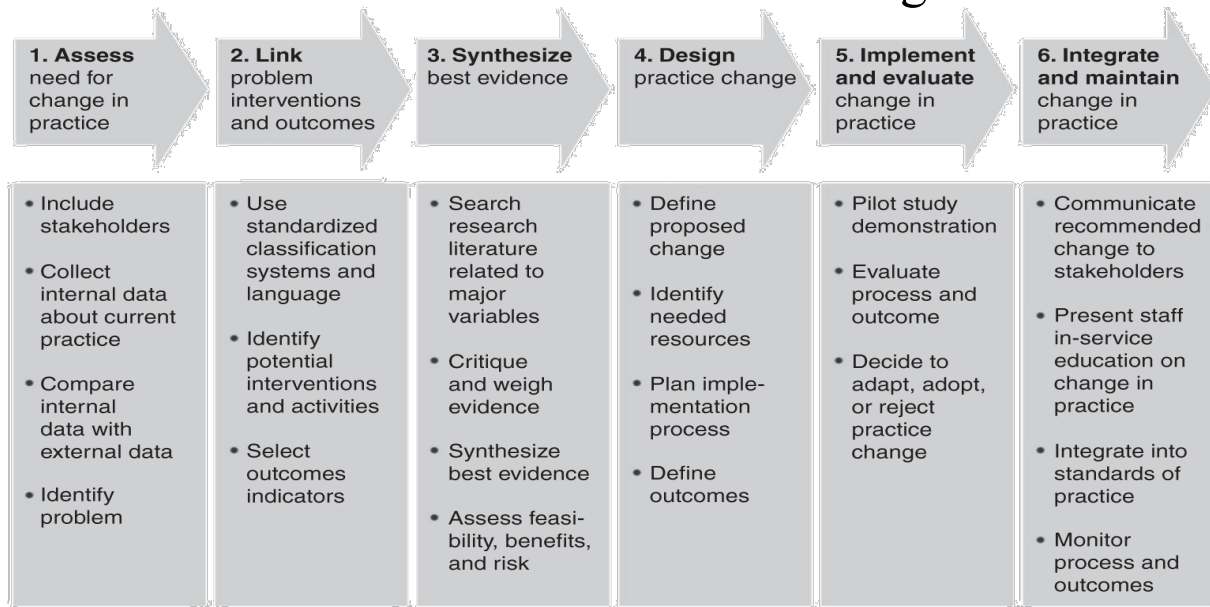 1. Assess
need for
change in
practice
2. Link
problem
interventions
and outcomes
3. Synthesize
best evidence
4. Design
practice change
5. Implement
and evaluate
change in
practice
6. Integrate
and maintain
change in
practice
• Include
stakeholders
• Collect
internal data
about current
practice
• Compare
internal
data with
external data
• Identify
problem
• Use
standardized
classification
systems and
language
• Identify
potential
interventions
and activities
• Select
outcomes
indicators
• Search
research
literature
related to
major
variables
• Critique
and weigh
evidence
• Synthesize
best evidence
• Assess feasi-
bility, benefits,
and risk
• Define
proposed
change
• Identify
needed
resources
• Plan imple-
mentation
process
• Define
outcomes
• Pilot study
demonstration
• Evaluate
process and
outcome
• Decide to
adapt, adopt,
or reject
practice
change
• Communicate
recommended
change to
stakeholders
• Present staff
in-service
education on
change in
practice
• Integrate into
standards of
practice
• Monitor
process and
outcomes